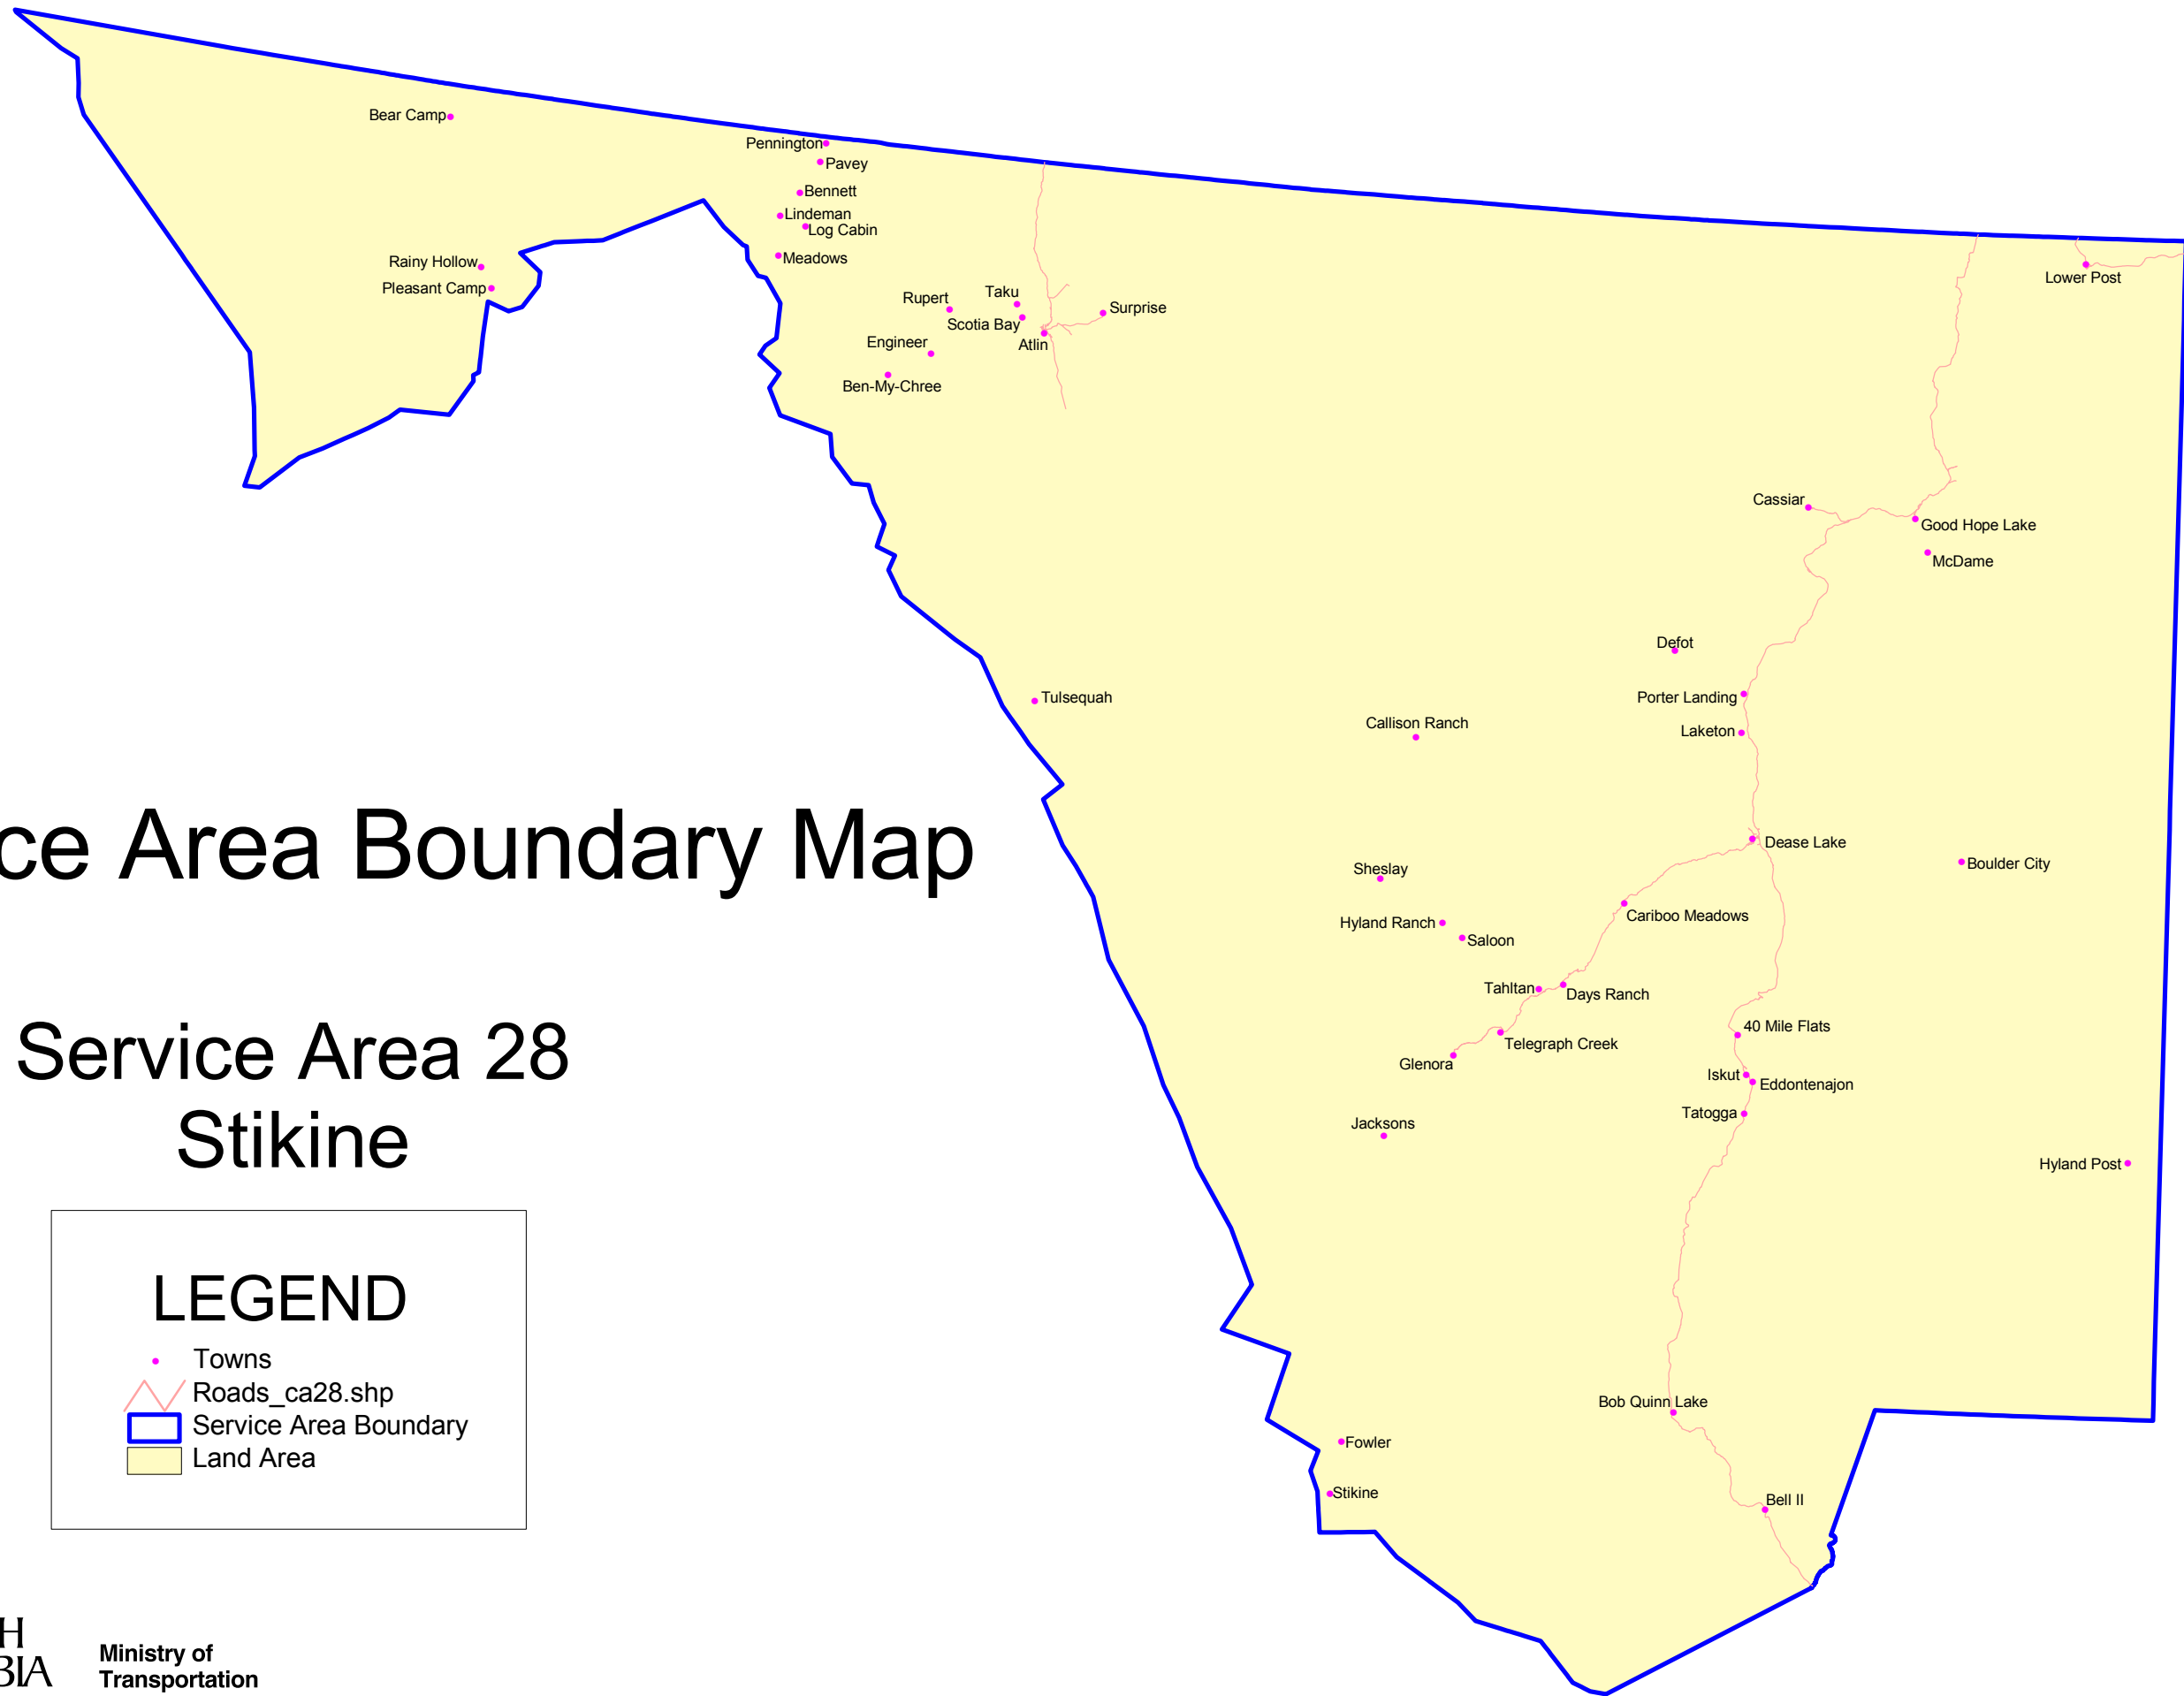 Bear Camp
Pennington
Pavey
Bennett
Lindeman
Log Cabin
Meadows
Rainy Hollow
Pleasant Camp
Rupert
Taku
Scotia Bay
Surprise
Engineer
Atlin
Ben-My-Chree
Lower Post
Cassiar
Good Hope Lake
McDame
Defot
Porter Landing
Tulsequah
Callison Ranch
Laketon
ce Area Boundary Map
Dease Lake
Boulder City
Sheslay
Cariboo Meadows
Hyland Ranch
Saloon
Tahltan
Days Ranch
40 Mile Flats
Telegraph Creek
Glenora
Iskut
Eddontenajon
Tatogga
Jacksons
Hyland Post
Service Area 28
Stikine
LEGEND
Towns
Roads_ca28.shp
Service Area Boundary
Land Area
Bob Quinn Lake
Fowler
Stikine
Bell II
H
BIA
Ministry of
Transportation